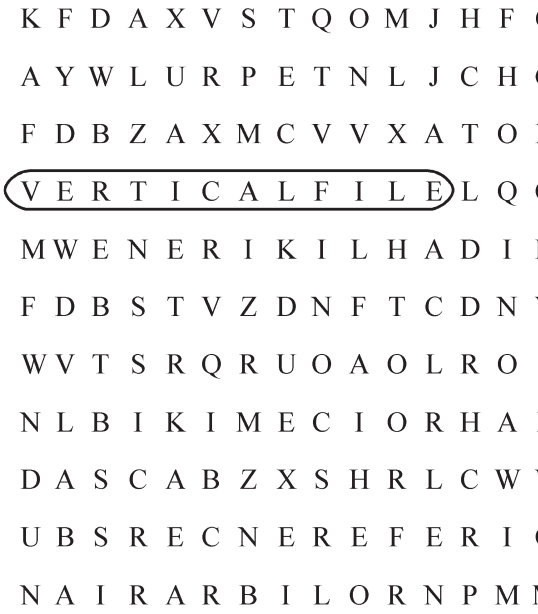 K F D A X V S T Q O M J H F
A Y W L U R P E T N L J C H
F D B Z A X M C V V X A T O
V E R T I C A L F I L E L Q
M W E N E R I K I L H A D I
F D B S T V Z D N F T C D N
W V T S R Q R U O A O L R O
N L B I K I M E C I O R H A
D A S C A B Z X S H R L C W
U B S R E C N E R E F E R I
N A I R A R B I L O R N P M